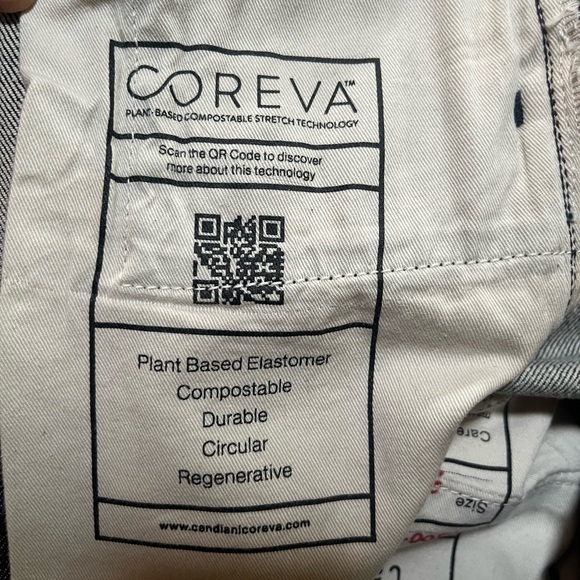 COREVA™
PLANT-BASED COMPOSTABLE STRETCH TECHNOLOGY
Scan the QR Code to discover
more about this technology
Plant Based Elastomer
Compostable
Durable
Circular
Regenerative
www.candianicoreva.com
Care
Size